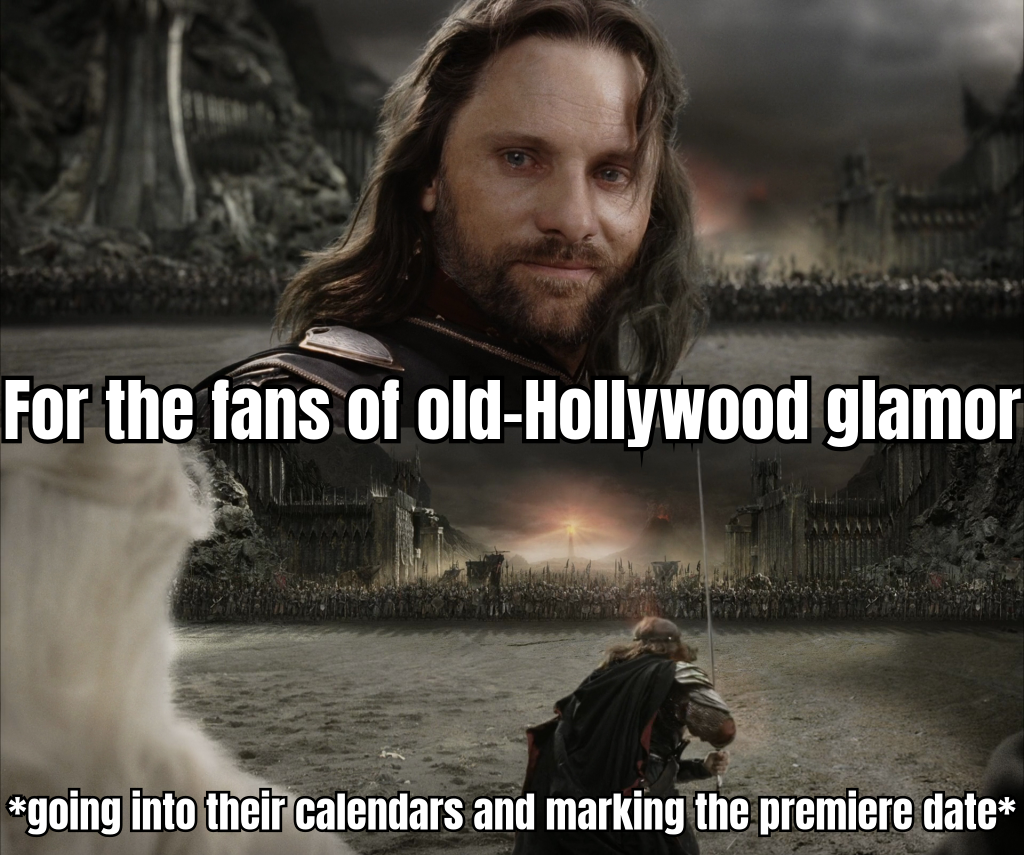 For the fans of old-Hollywood glamor
*going into their calendars and marking the premiere date*